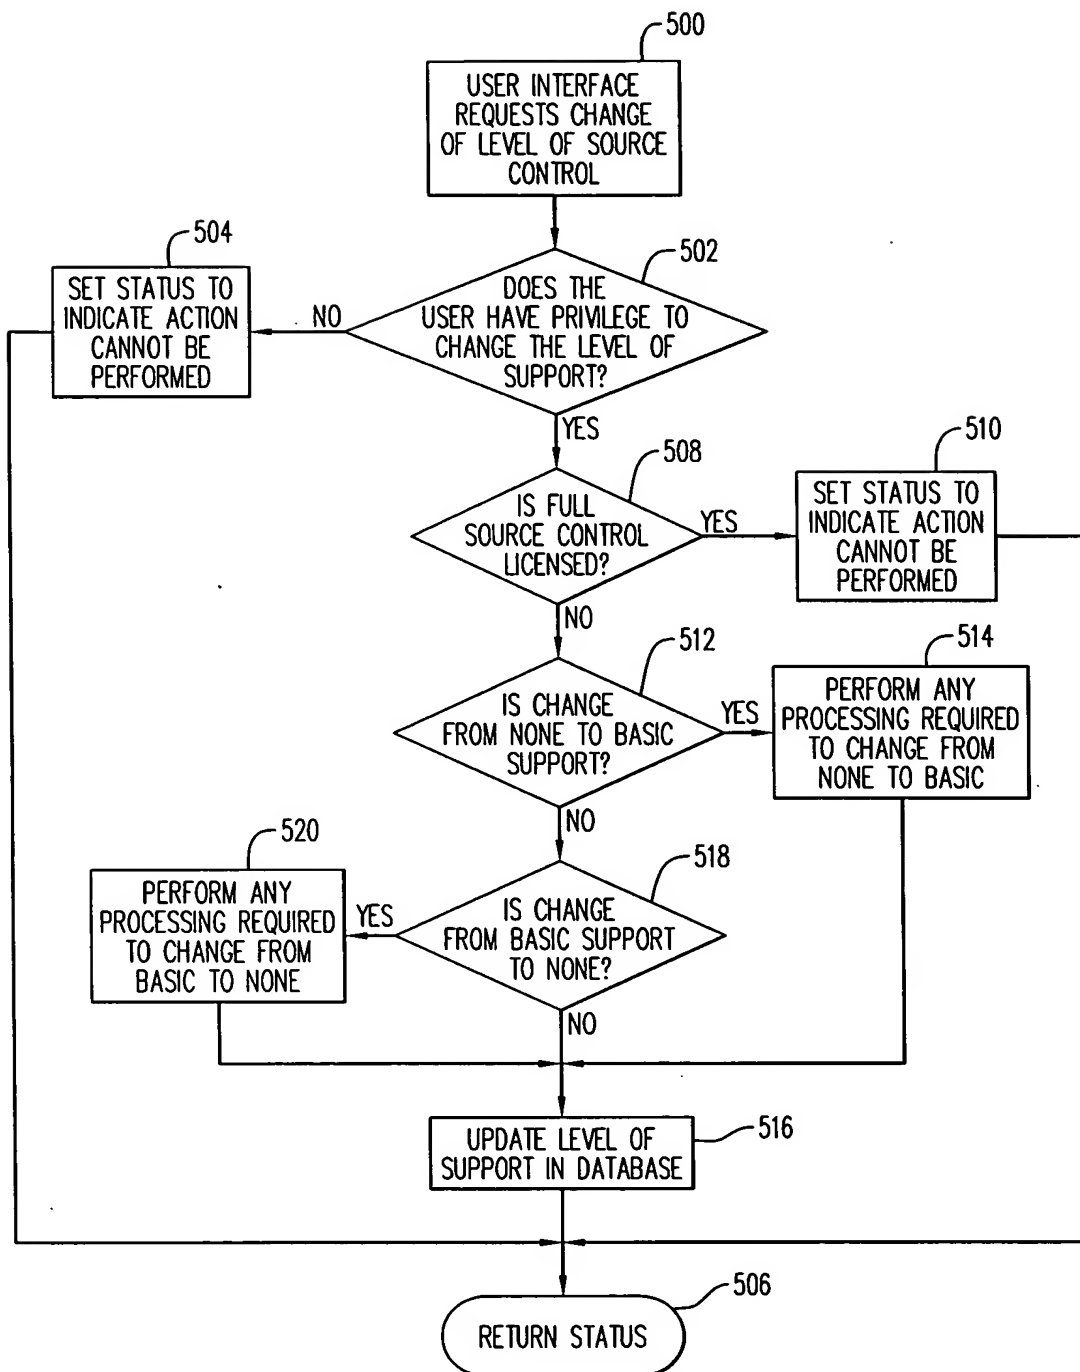 500
USER INTERFACE
REQUESTS CHANGE
OF LEVEL OF SOURCE
CONTROL
504
SET STATUS TO
INDICATE ACTION
CANNOT BE
PERFORMED
NO
502
DOES THE
USER HAVE PRIVILEGE TO
CHANGE THE LEVEL OF
SUPPORT?
YES
508
IS FULL
SOURCE CONTROL
LICENSED?
YES
510
SET STATUS TO
INDICATE ACTION
CANNOT BE
PERFORMED
NO
512
IS CHANGE
FROM NONE TO BASIC
SUPPORT?
YES
514
PERFORM ANY
PROCESSING REQUIRED
TO CHANGE FROM
NONE TO BASIC
NO
520
PERFORM ANY
PROCESSING REQUIRED
TO CHANGE FROM
BASIC TO NONE
YES
518
IS CHANGE
FROM BASIC SUPPORT
TO NONE?
NO
516
UPDATE LEVEL OF
SUPPORT IN DATABASE
506
RETURN STATUS